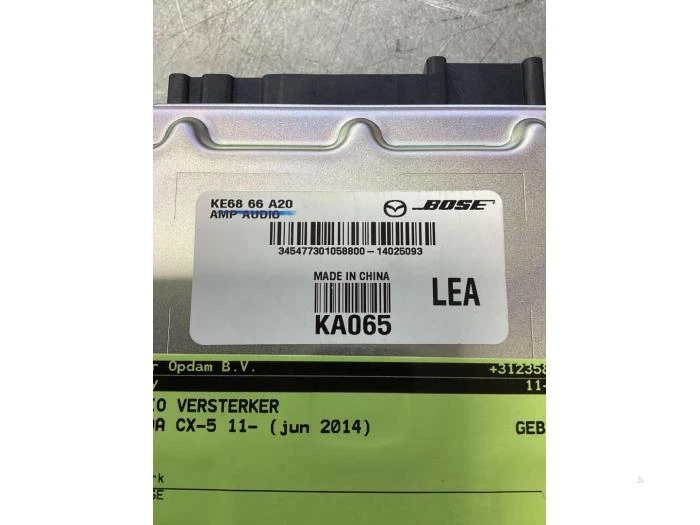 KE68 66 A20
AMP AUDIO
BOSE
345477301058800-14025093
MADE IN CHINA
LEA
KA065
Opdam B.V.
+312358
11-
VERSTERKER
CX-5 11- (jun 2014)
GEB